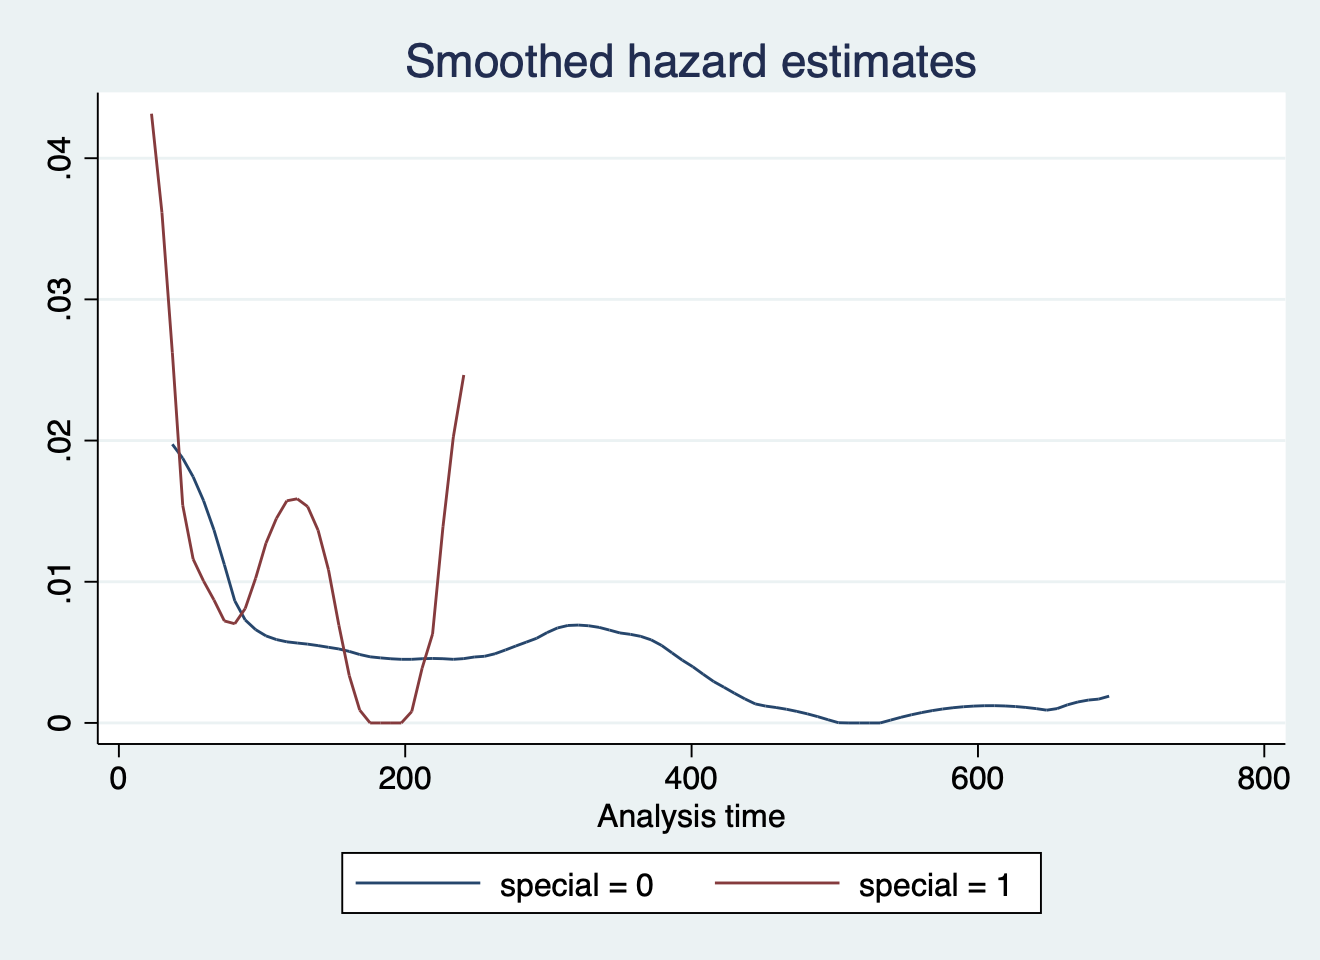 Smoothed hazard estimates
.04
.03
.02
.01
0
0 200 400 600 800
Analysis time
special = 0 special = 1